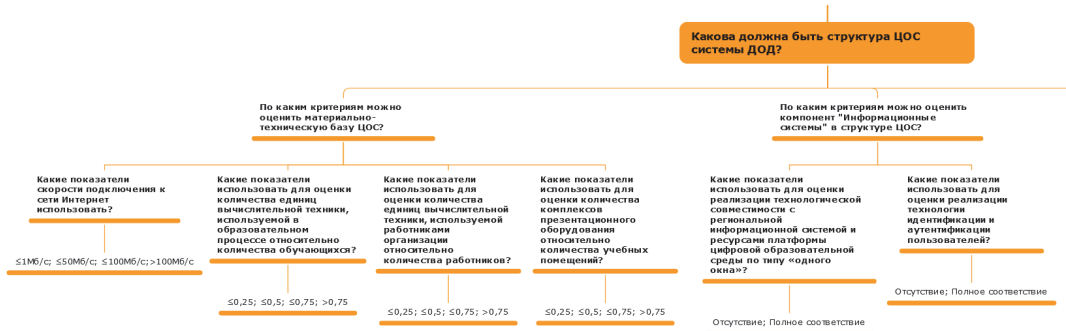 Какова должна быть структура ЦОС
системы ДОД?
По каким критериям можно
оценить материально-
техническую базу ЦОС?
По каким критериям можно оценить
компонент "Информационные
системы" в структуре ЦОС?
Какие показатели
скорости подключения к
сети Интернет
использовать?
≤1Мб/с; ≤50Мб/с; ≤100Мб/с;>100Мб/с
Какие показатели
использовать для оценки
количества единиц
вычислительной техники,
используемой в
образовательном
процессе относительно
количества обучающихся?
≤0,25; ≤0,5; ≤0,75; >0,75
Какие показатели
использовать для
оценки количества
единиц вычислительной
техники, используемой
работниками
организации
относительно
количества работников?
≤0,25; ≤0,5; ≤0,75; >0,75
Какие показатели
использовать для
оценки количества
комплексов
презентационного
оборудования
относительно
количества учебных
помещений?
≤0,25; ≤0,5; ≤0,75; >0,75
Какие показатели
использовать для оценки
реализации технологической
совместимости с
региональной
информационной системой и
ресурсами платформы
цифровой образовательной
среды по типу «одного
окна»?
Отсутствие; Полное соответствие
Какие показатели
использовать для
оценки реализации
технологии
идентификации и
аутентификации
пользователей?
Отсутствие; Полное соответствие